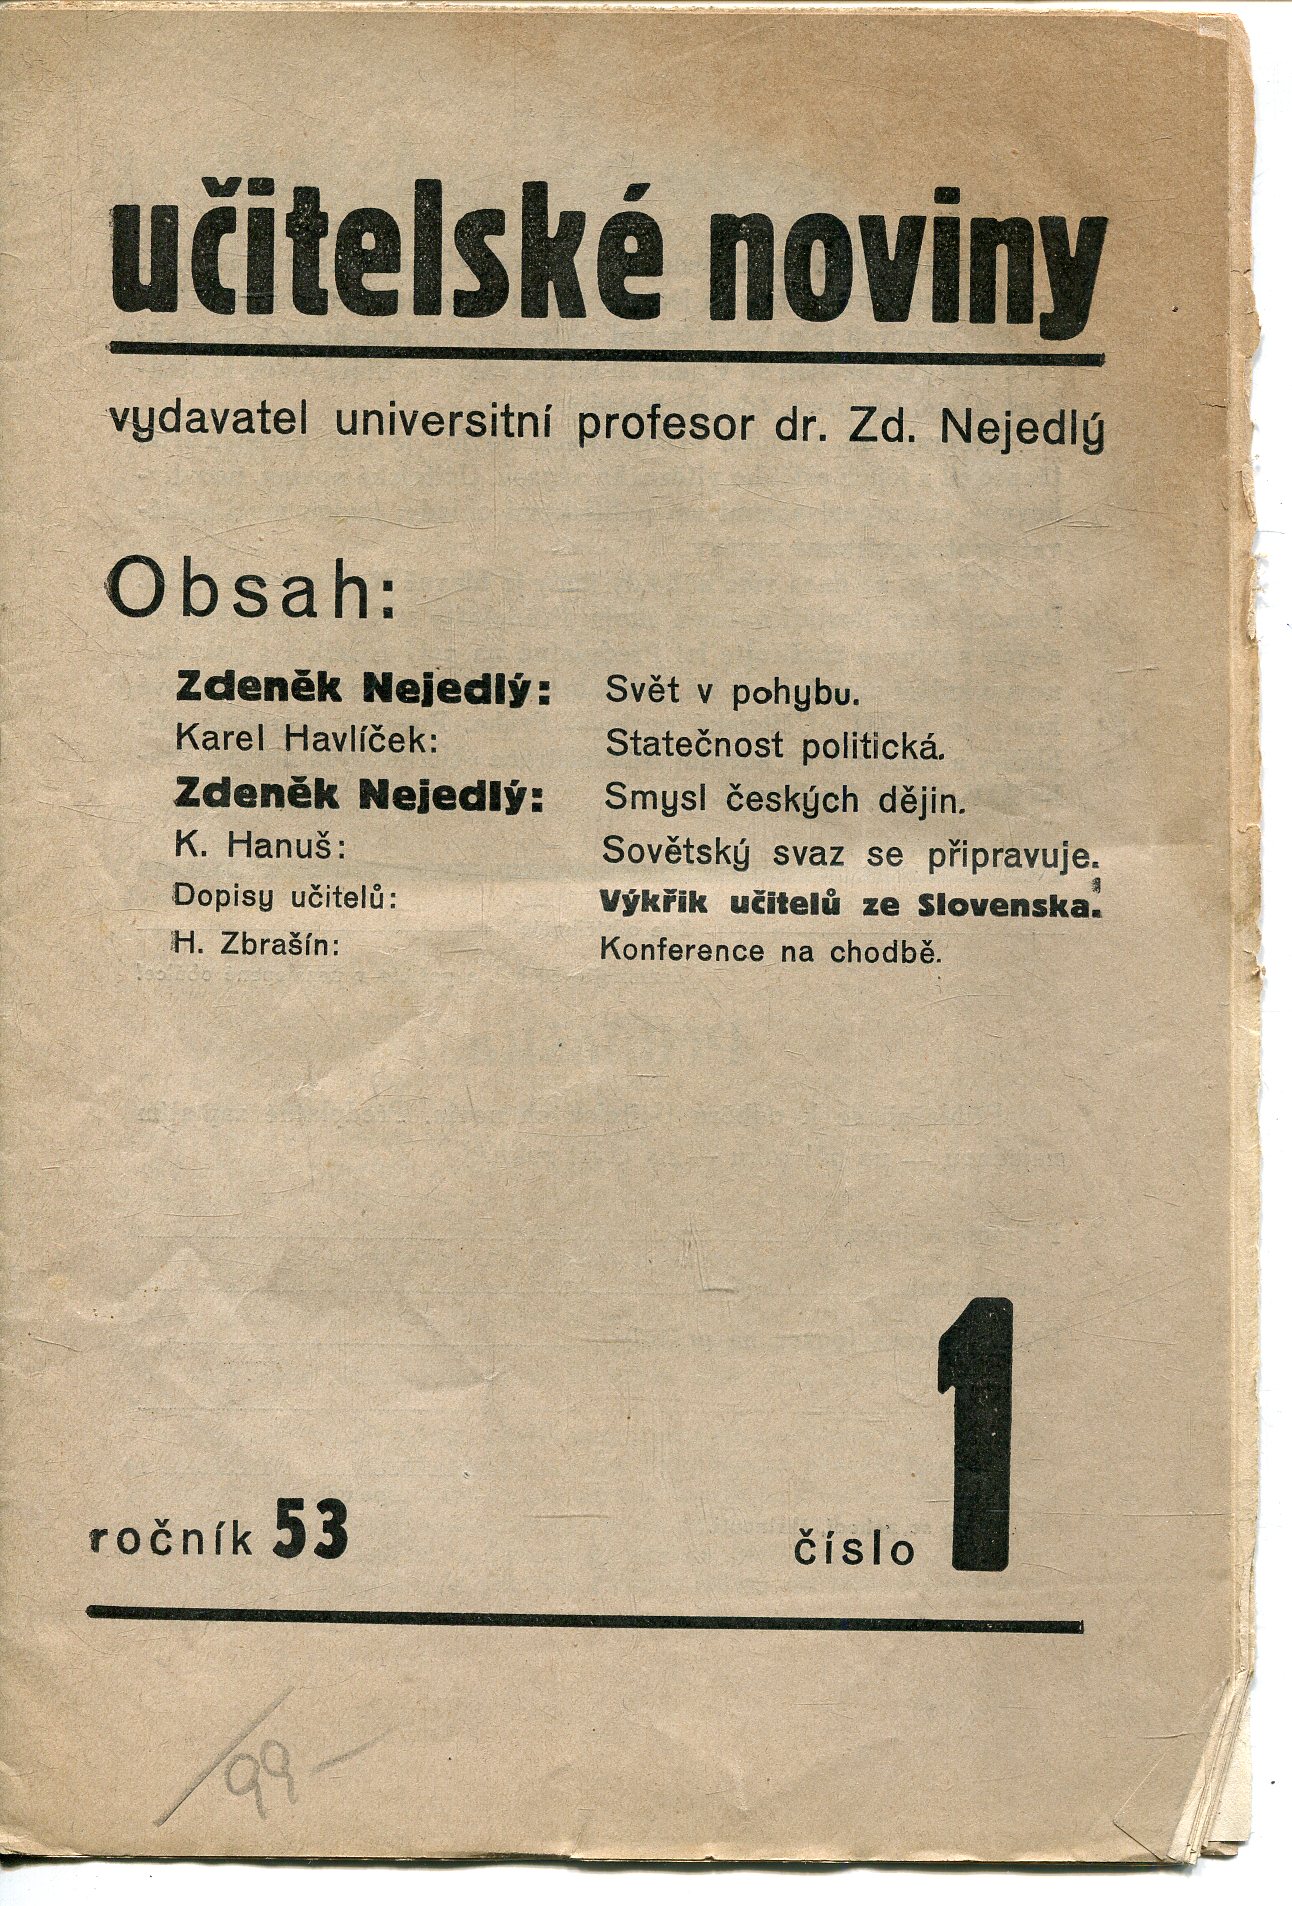 učitelské noviny
vydavatel universitní profesor dr. Zd. Nejedlý
Obsah:
Zdeněk Nejedlý: Svět v pohybu.
Karel Havlíček: Statečnost politická.
Zdeněk Nejedlý: Smysl českých dějin.
K. Hanuš: Sovětský svaz se připravuje.
Dopisy učitelů: Výkřik učitelů ze Slovenska.
H. Zbrašín: Konference na chodbě.
ročník 53 číslo 1
99-